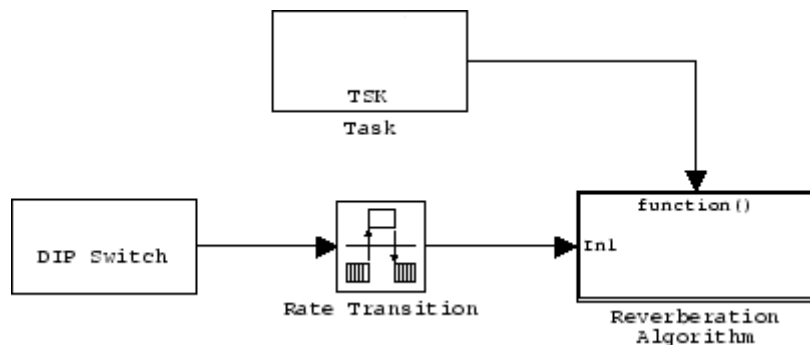 TSK
Task
function()
DIP Switch
In1
Rate Transition
Reverberation
Algorithm